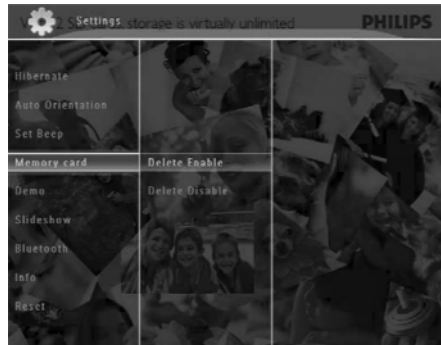 Settings
storage is virtually unlimited
PHILIPS
Hibernate
Auto Orientation
Set Beep
Memory card
Delete Enable
Demo
Delete Disable
Slideshow
Bluetooth
Info
Reset